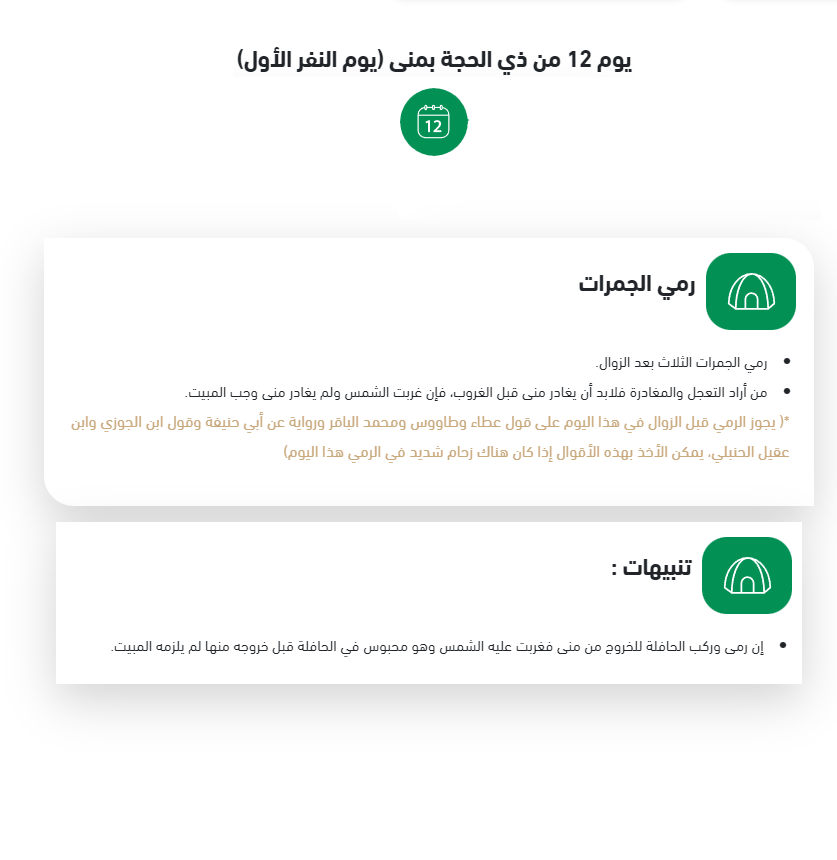 يوم 12 من ذي الحجة بمنى (يوم النفر الأول)
12
رمي الجمرات
رمي الجمرات الثلاث بعد الزوال.
من أراد التعجل والمغادرة فلابد أن يغادر منى قبل الغروب، فإن غربت الشمس ولم يغادر منى وجب المبيت.
*( يجوز الرمي قبل الزوال في هذا اليوم على قول عطاء وطاووس ومحمد الباقر ورواية عن أبي حنيفة وقول ابن الجوزي وابن
عقيل الحنبلي، يمكن الأخذ بهذه الأقوال إذا كان هناك زحام شديد في الرمي هذا اليوم)
تنبيهات :
إن رمى وركب الحافلة للخروج من منى فغربت عليه الشمس وهو محبوس في الحافلة قبل خروجه منها لم يلزمه المبيت.